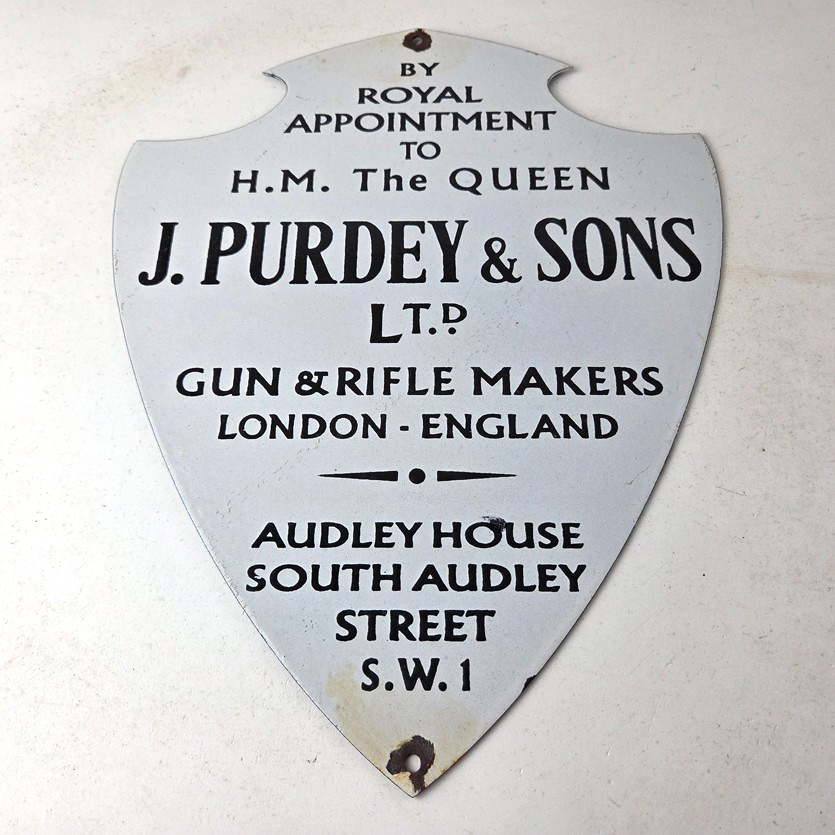 BY
ROYAL
APPOINTMENT
TO
H.M. The QUEEN
J. PURDEY & SONS
LT.D
GUN & RIFLE MAKERS
LONDON - ENGLAND
AUDLEY HOUSE
SOUTH AUDLEY
STREET
S.W.1